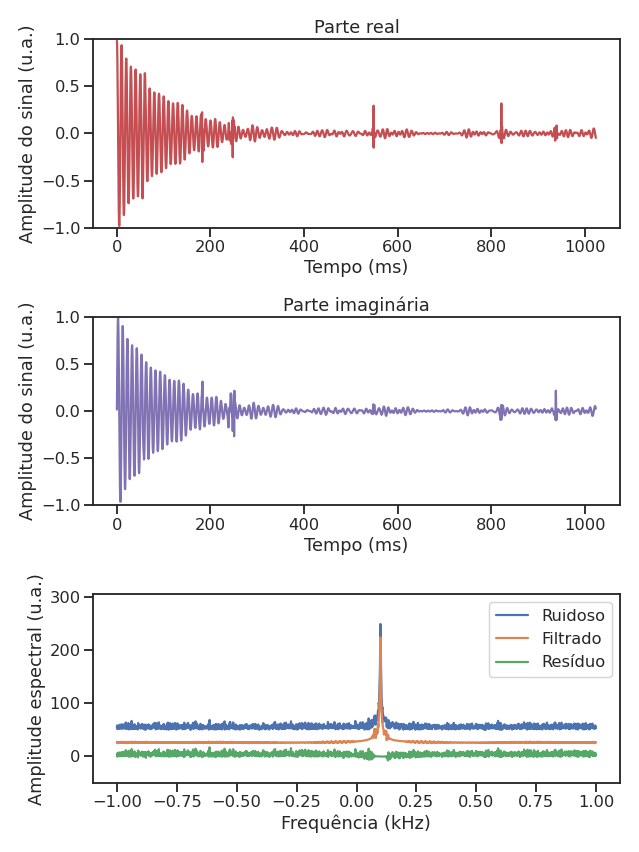 Parte real
Amplitude do sinal (u.a.)
1.0
0.5
0.0
−0.5
−1.0
0 200 400 600 800 1000
Tempo (ms)
Parte imaginária
Amplitude do sinal (u.a.)
1.0
0.5
0.0
−0.5
−1.0
0 200 400 600 800 1000
Tempo (ms)
Amplitude espectral (u.a.)
300
200
100
0
Ruidoso
Filtrado
Resíduo
−1.00 −0.75 −0.50 −0.25 0.00 0.25 0.50 0.75 1.00
Frequência (kHz)